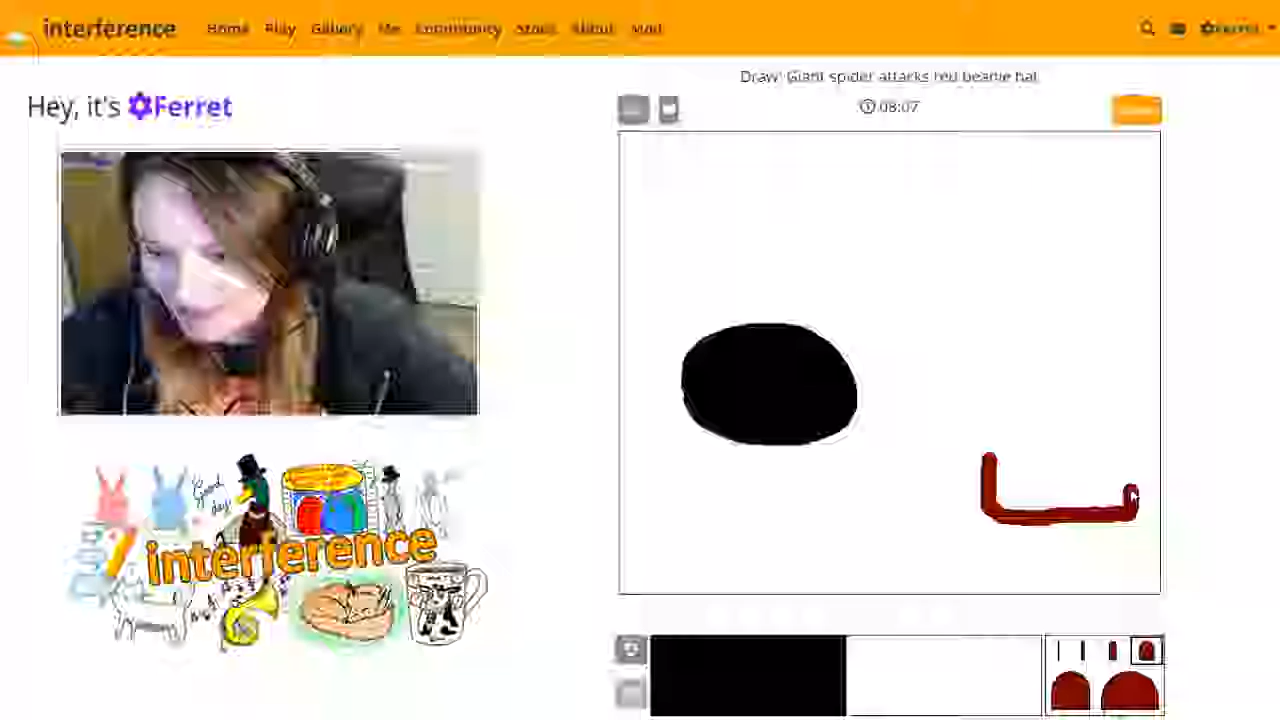 interference Home Play Gallery Me Community Stats About Mod Ferret
Draw: Giant spider attacks red beanie hat
Hey, it's Ferret
08:07
Good
day!
interference